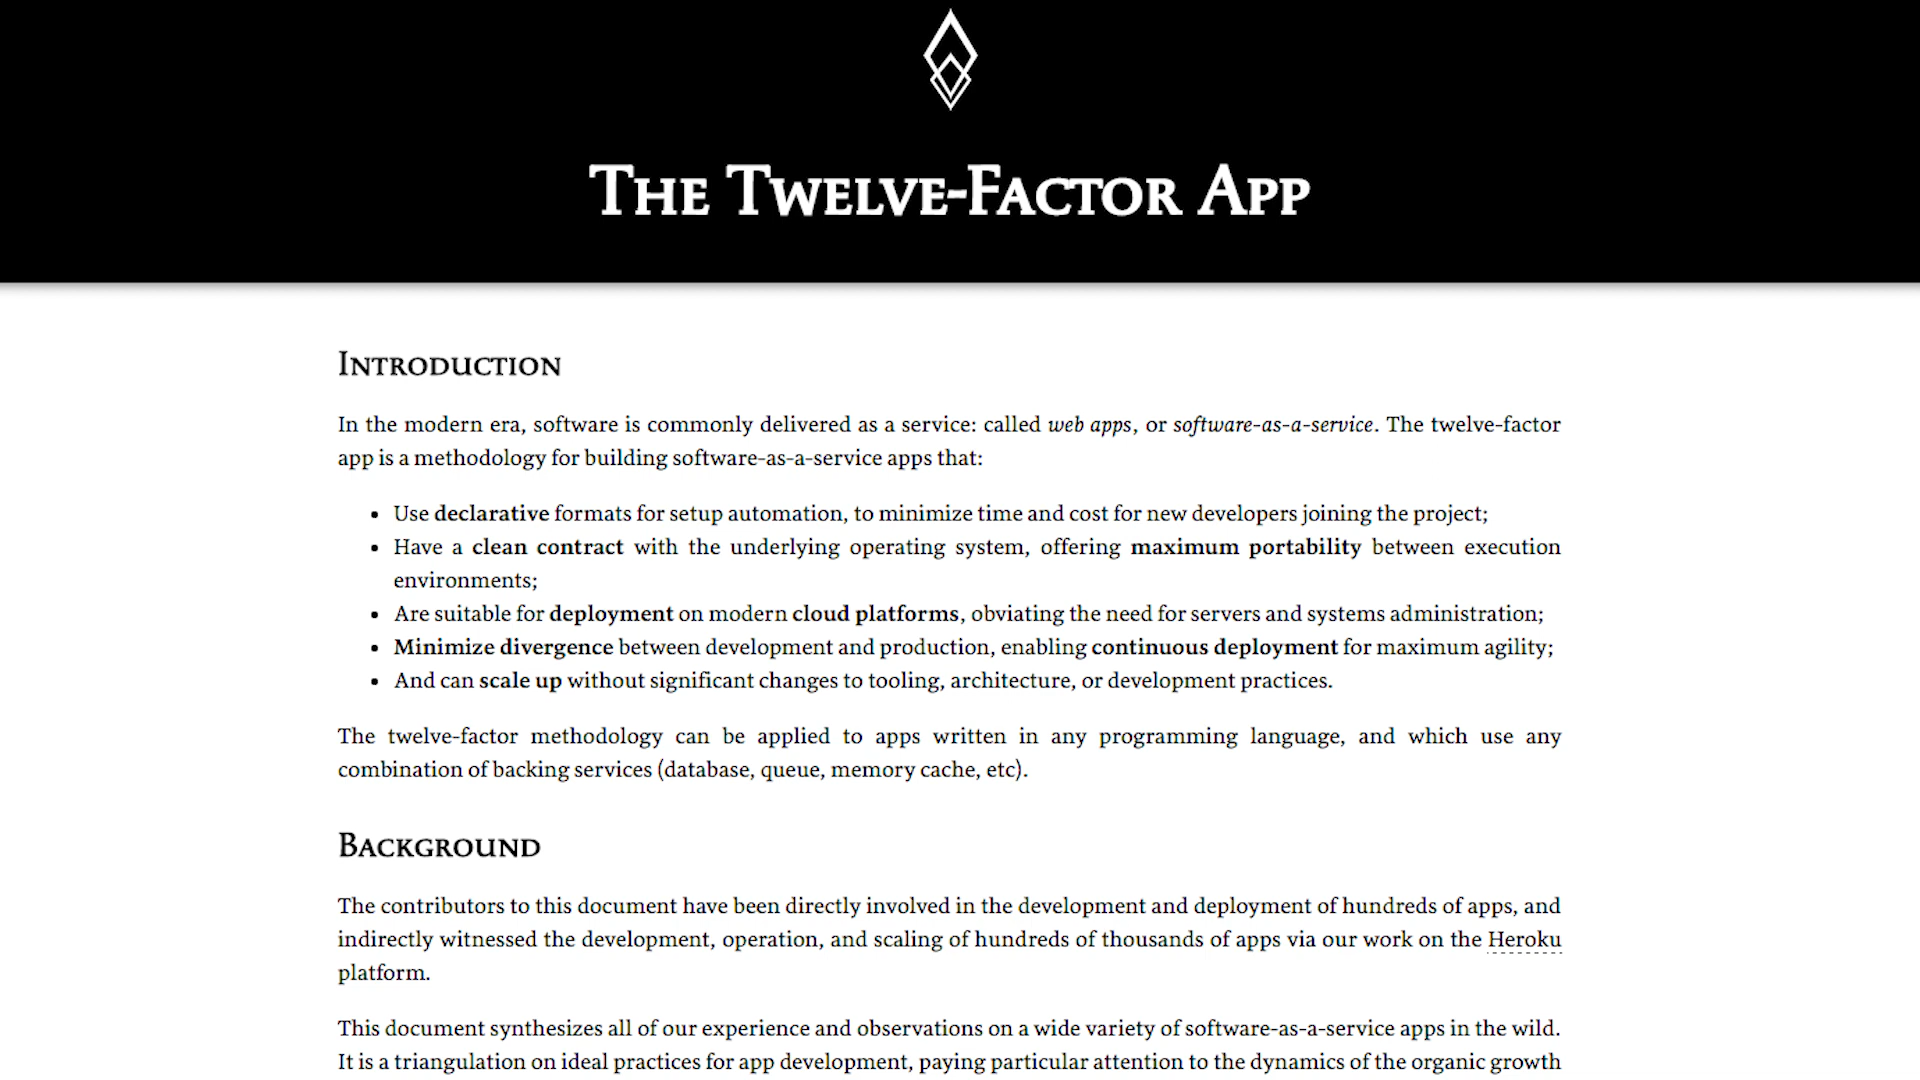 The Twelve-Factor App
Introduction
In the modern era, software is commonly delivered as a service: called web apps, or software-as-a-service. The twelve-factor
app is a methodology for building software-as-a-service apps that:
• Use declarative formats for setup automation, to minimize time and cost for new developers joining the project;
• Have a clean contract with the underlying operating system, offering maximum portability between execution
environments;
• Are suitable for deployment on modern cloud platforms, obviating the need for servers and systems administration;
• Minimize divergence between development and production, enabling continuous deployment for maximum agility;
• And can scale up without significant changes to tooling, architecture, or development practices.
The twelve-factor methodology can be applied to apps written in any programming language, and which use any
combination of backing services (database, queue, memory cache, etc).
Background
The contributors to this document have been directly involved in the development and deployment of hundreds of apps, and
indirectly witnessed the development, operation, and scaling of hundreds of thousands of apps via our work on the Heroku
platform.
This document synthesizes all of our experience and observations on a wide variety of software-as-a-service apps in the wild.
It is a triangulation on ideal practices for app development, paying particular attention to the dynamics of the organic growth